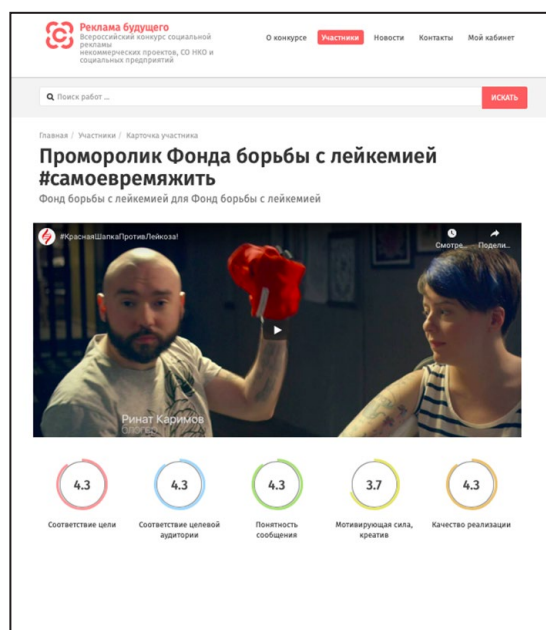 Реклама будущего
Всероссийский конкурс социальной
рекламы
некоммерческих проектов, СО НКО и
социальных предприятий
О конкурсе Участники Новости Контакты Мой кабинет
Поиск работ ...
ИСКАТЬ
Главная / Участники / Карточка участника
Проморолик Фонда борьбы с лейкемией
#самоевремяжить
Фонд борьбы с лейкемией для Фонд борьбы с лейкемией
#КраснаяШапкаПротивЛейкоза!
Смотре... Подели...
Ринат Каримов
блогер
4.3 4.3 4.3 3.7 4.3
Соответствие цели Соответствие целевой Понятность Мотивирующая сила, Качество реализации
аудитории сообщения креатив